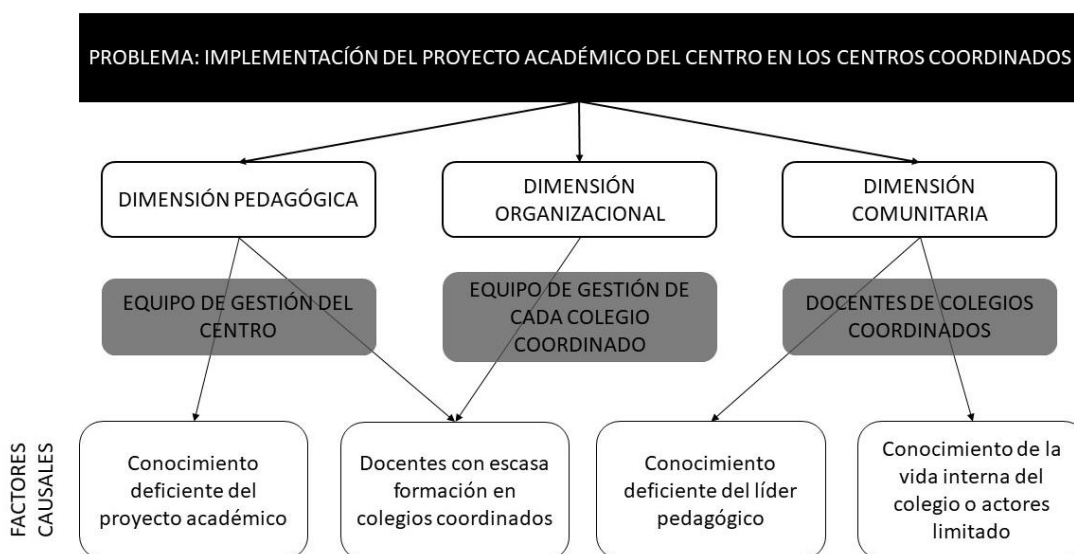 PROBLEMA: IMPLEMENTACÍÓN DEL PROYECTO ACADÉMICO DEL CENTRO EN LOS CENTROS COORDINADOS
DIMENSIÓN PEDAGÓGICA
DIMENSIÓN
ORGANIZACIONAL
DIMENSIÓN
COMUNITARIA
EQUIPO DE GESTIÓN DEL
CENTRO
EQUIPO DE GESTIÓN DE
CADA COLEGIO
COORDINADO
DOCENTES DE COLEGIOS
COORDINADOS
FACTORES
CAUSALES
Conocimiento
deficiente del
proyecto académico
Docentes con escasa
formación en
colegios coordinados
Conocimiento
deficiente del líder
pedagógico
Conocimiento de la
vida interna del
colegio o actores
limitado